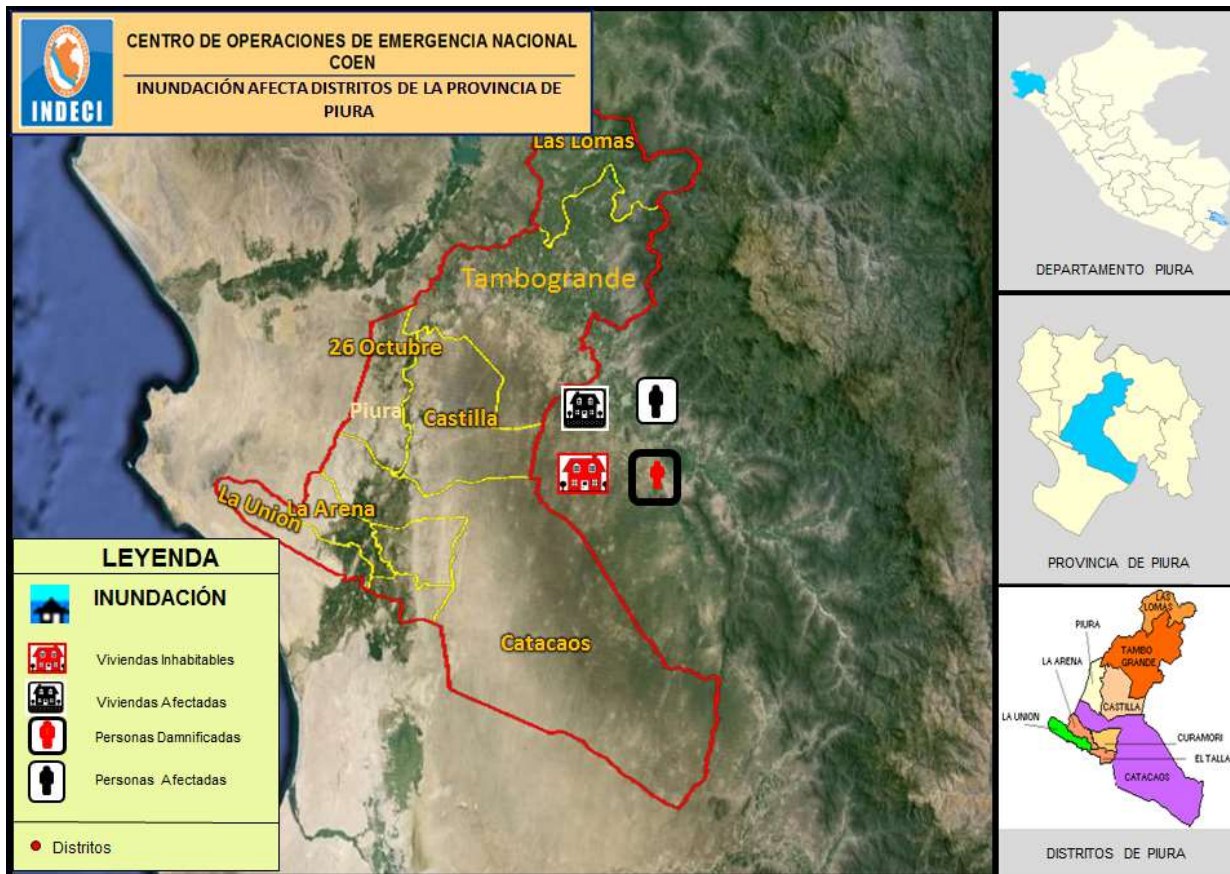 INDECI
CENTRO DE OPERACIONES DE EMERGENCIA NACIONAL
COEN
INUNDACIÓN AFECTA DISTRITOS DE LA PROVINCIA DE
PIURA
Las Lomas
Tambogrande
26 Octubre
Piura
Castilla
La Union
La Arena
Catacaos
LEYENDA
INUNDACIÓN
Viviendas Inhabitables
Viviendas Afectadas
Personas Damnificadas
Personas Afectadas
Distritos
DEPARTAMENTO PIURA
PROVINCIA DE PIURA
LAS
LOMAS
PIURA
TAMBO
GRANDE
LA ARENA
CASTILLA
LA UNION
CURAMORI
EL TALLA
CATACAOS
DISTRITOS DE PIURA